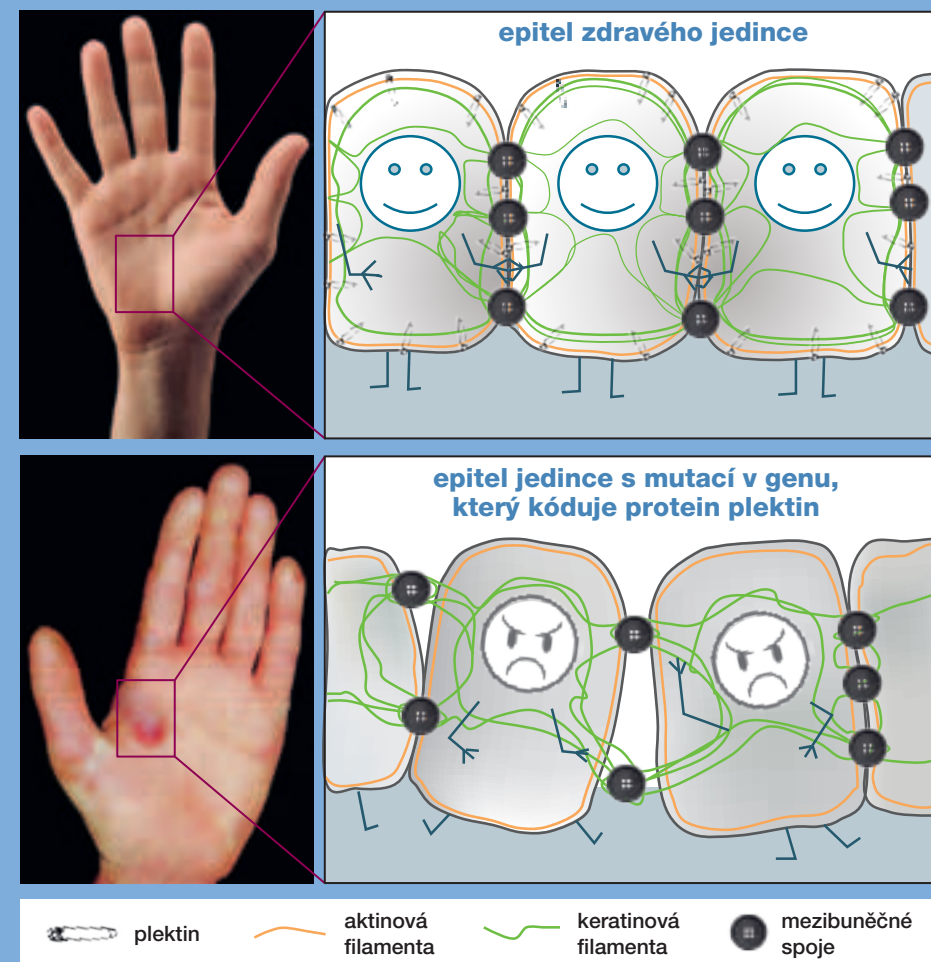 epitel zdravého jedince
epitel jedince s mutací v genu,
který kóduje protein plektin
plektin
aktinová
filamenta
keratinová
filamenta
mezibuněčné
spoje